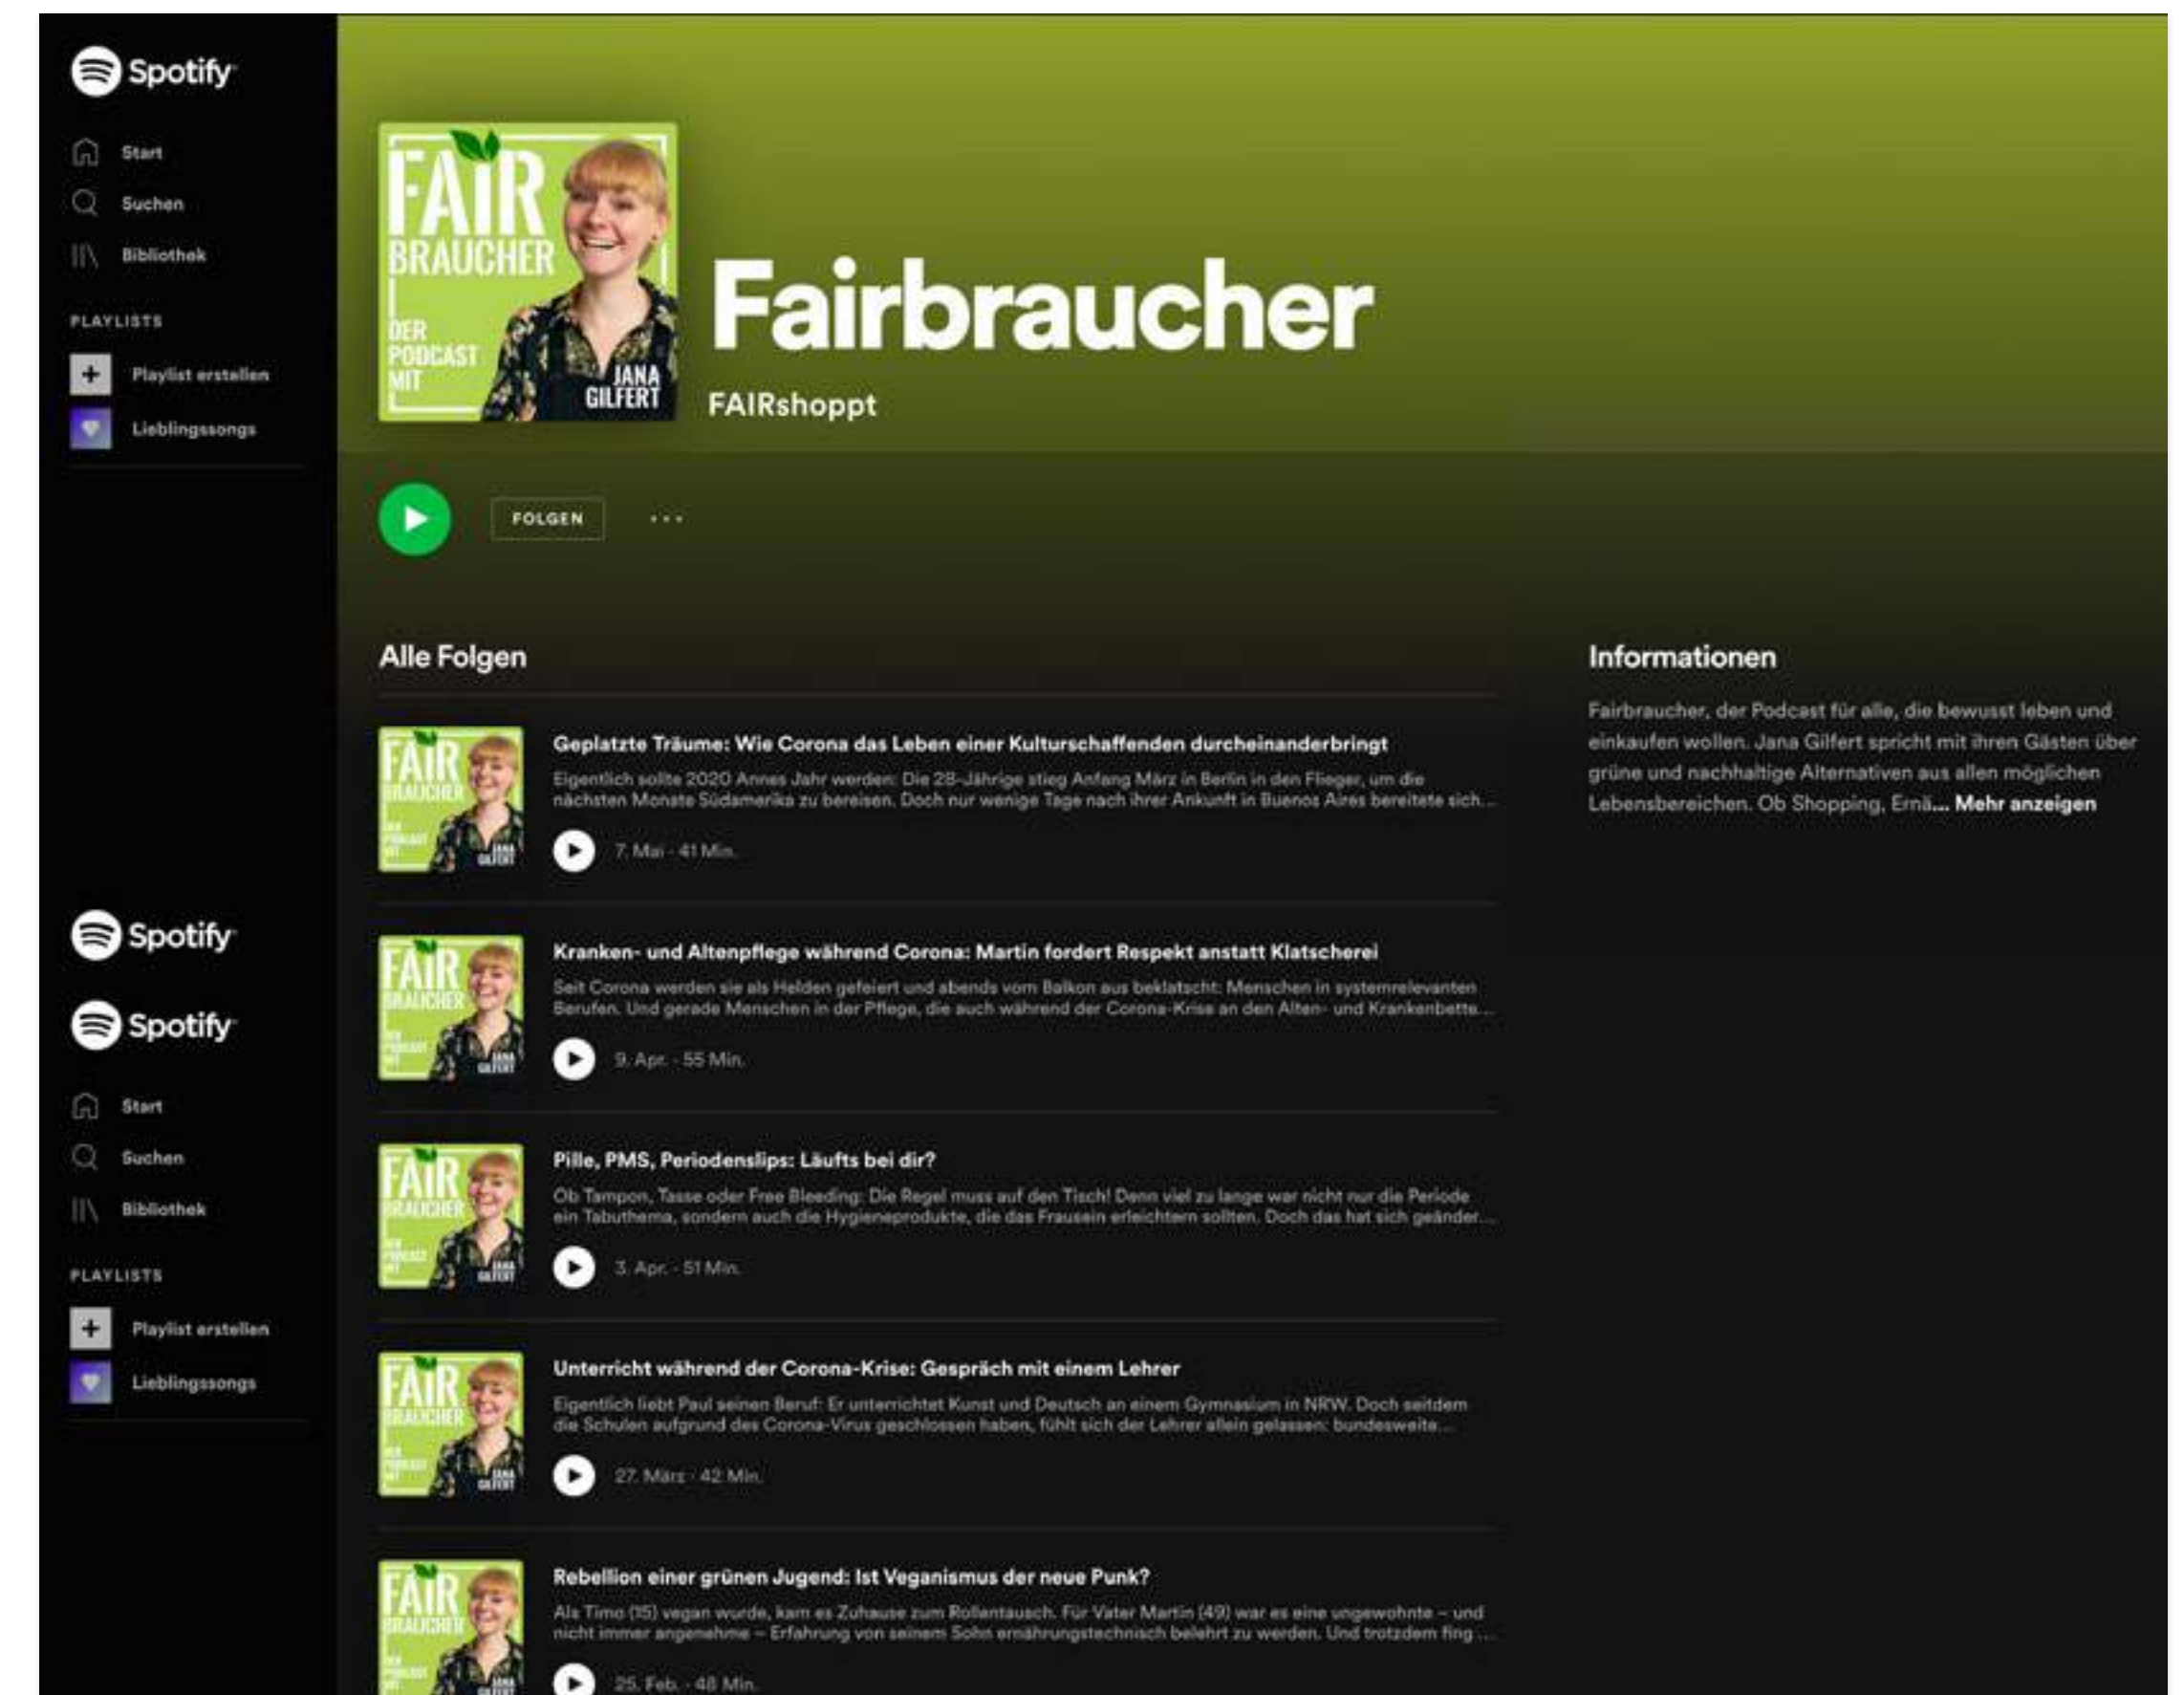 Spotify
Start
Suchen
Bibliothek
PLAYLISTS
Playlist erstellen
Lieblingssongs
FAIR
BRAUCHER
DER
PODCAST
MIT
JANA
GILFERT
Fairbraucher
FAIRshoppt
FOLGEN
Alle Folgen
Geplatzte Träume: Wie Corona das Leben einer Kulturschaffenden durcheinanderbringt
Eigentlich sollte 2020 Annes Jahr werden: Die 28-Jährige stieg Anfang März in Berlin in den Flieger, um die
nächsten Monate Südamerika zu bereisen. Doch nur wenige Tage nach ihrer Ankunft in Buenos Aires bereitete sich...
7. Mai · 41 Min.
Kranken- und Altenpflege während Corona: Martin fordert Respekt anstatt Klatscherei
Seit Corona werden sie als Helden gefeiert und abends vom Balkon aus beklatscht: Menschen in systemrelevanten
Berufen. Und gerade Menschen in der Pflege, die auch während der Corona-Krise an den Alten- und Krankenbette...
9. Apr. · 55 Min.
Pille, PMS, Periodenslips: Läufts bei dir?
Ob Tampon, Tasse oder Free Bleeding: Die Regel muss auf den Tisch! Denn viel zu lange war nicht nur die Periode
ein Tabuthema, sondern auch die Hygieneprodukte, die das Frausein erleichtern sollten. Doch das hat sich geänder...
3. Apr. · 51 Min.
Unterricht während der Corona-Krise: Gespräch mit einem Lehrer
Eigentlich liebt Paul seinen Beruf: Er unterrichtet Kunst und Deutsch an einem Gymnasium in NRW. Doch seitdem
die Schulen aufgrund des Corona-Virus geschlossen haben, fühlt sich der Lehrer allein gelassen: bundesweite...
27. März · 42 Min.
Rebellion einer grünen Jugend: Ist Veganismus der neue Punk?
Als Timo (15) vegan wurde, kam es Zuhause zum Rollentausch. Für Vater Martin (49) war es eine ungewohnte – und
nicht immer angenehme – Erfahrung von seinem Sohn ernährungstechnisch belehrt zu werden. Und trotzdem fing ...
25. Feb. · 48 Min.
Informationen
Fairbraucher, der Podcast für alle, die bewusst leben und
einkaufen wollen. Jana Gilfert spricht mit ihren Gästen über
grüne und nachhaltige Alternativen aus allen möglichen
Lebensbereichen. Ob Shopping, Ernä... Mehr anzeigen
Spotify
Spotify
Start
Suchen
Bibliothek
PLAYLISTS
Playlist erstellen
Lieblingssongs